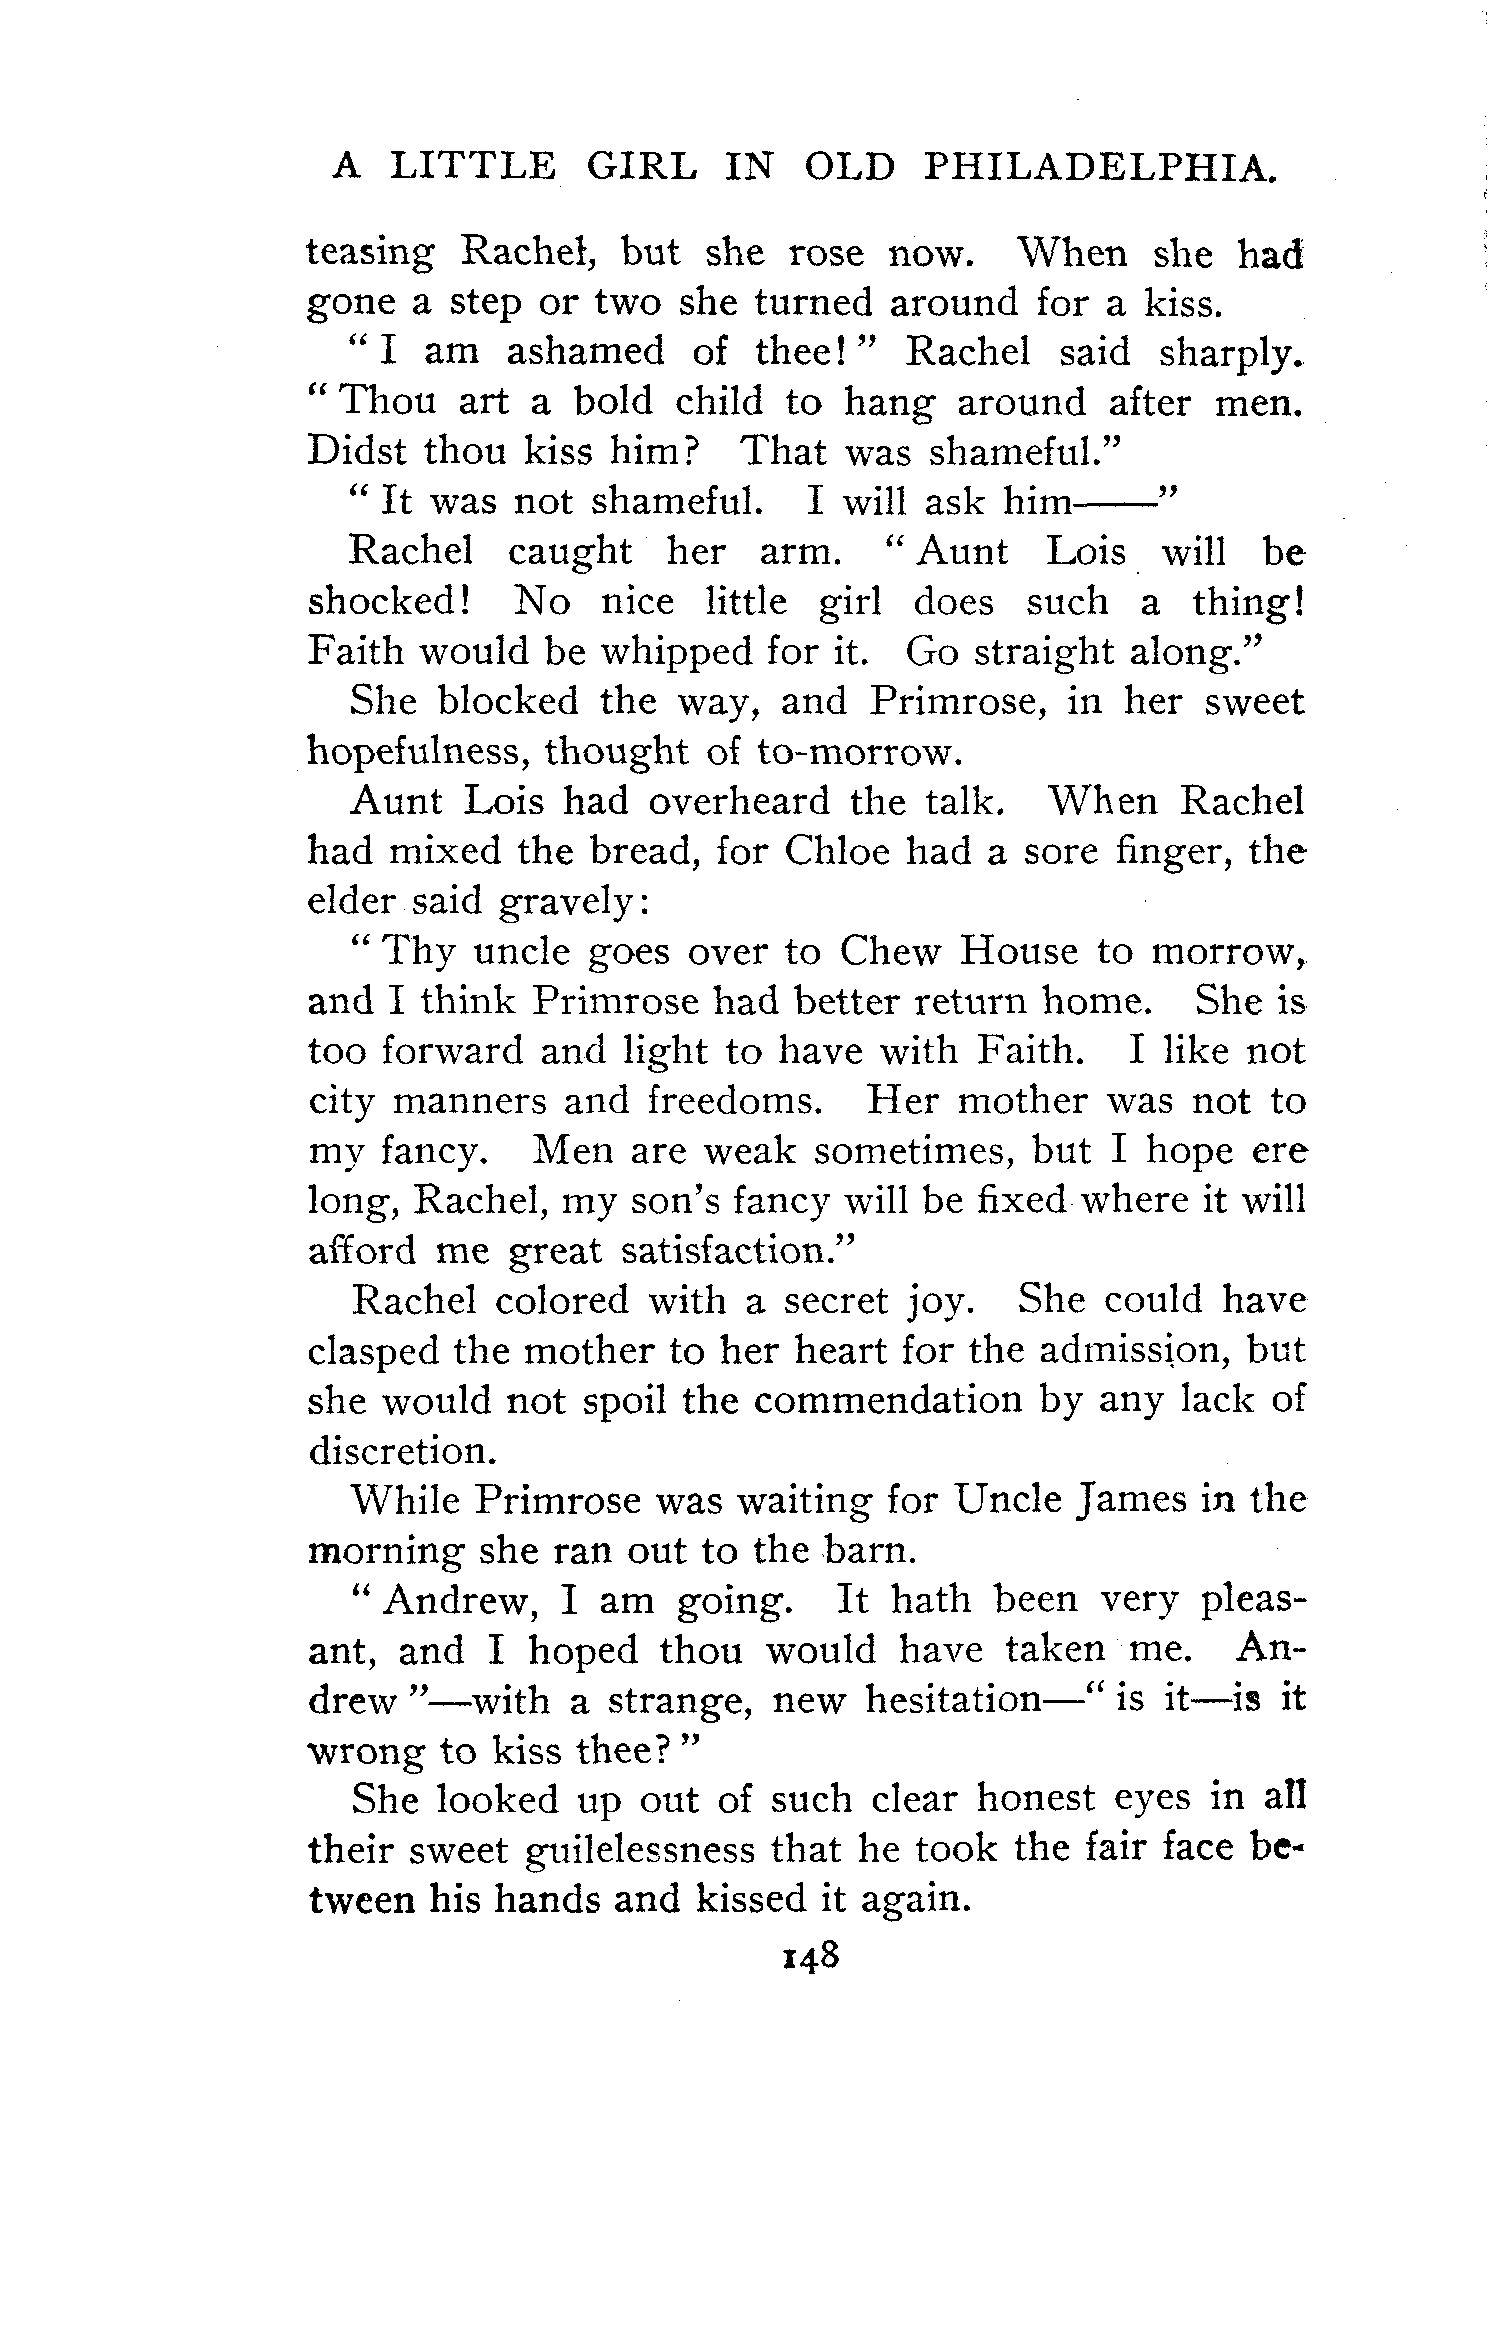 A LITTLE GIRL IN OLD PHILADELPHIA.
teasing Rachel, but she rose now. When she had
gone a step or two she turned around for a kiss.
“ I am ashamed of thee! ” Rachel said sharply.
“ Thou art a bold child to hang around after men.
Didst thou kiss him? That was shameful.”
“ It was not shameful. I will ask him——”
Rachel caught her arm. “ Aunt Lois will be
shocked! No nice little girl does such a thing!
Faith would be whipped for it. Go straight along.”
She blocked the way, and Primrose, in her sweet
hopefulness, thought of to-morrow.
Aunt Lois had overheard the talk. When Rachel
had mixed the bread, for Chloe had a sore finger, the
elder said gravely:
“ Thy uncle goes over to Chew House to morrow,
and I think Primrose had better return home. She is
too forward and light to have with Faith. I like not
city manners and freedoms. Her mother was not to
my fancy. Men are weak sometimes, but I hope ere
long, Rachel, my son's fancy will be fixed where it will
afford me great satisfaction.”
Rachel colored with a secret joy. She could have
clasped the mother to her heart for the admission, but
she would not spoil the commendation by any lack of
discretion.
While Primrose was waiting for Uncle James in the
morning she ran out to the barn.
“ Andrew, I am going. It hath been very pleas-
ant, and I hoped thou would have taken me. An-
drew ”—with a strange, new hesitation—“ is it—is it
wrong to kiss thee? ”
She looked up out of such clear honest eyes in all
their sweet guilelessness that he took the fair face be-
tween his hands and kissed it again.
148